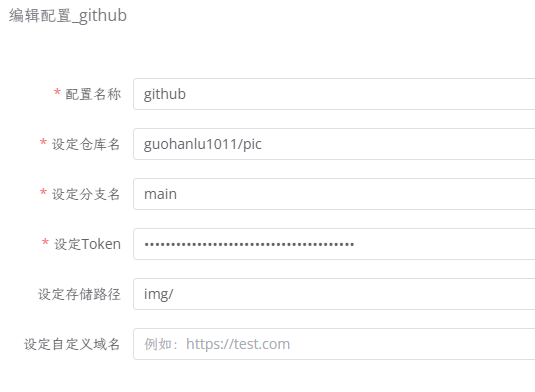 编辑配置_github
* 配置名称 github
* 设定仓库名 guohanlu1011/pic
* 设定分支名 main
* 设定Token ••••••••••••••••••••••••••••••••••••••••
设定存储路径 img/
设定自定义域名 例如：https://test.com